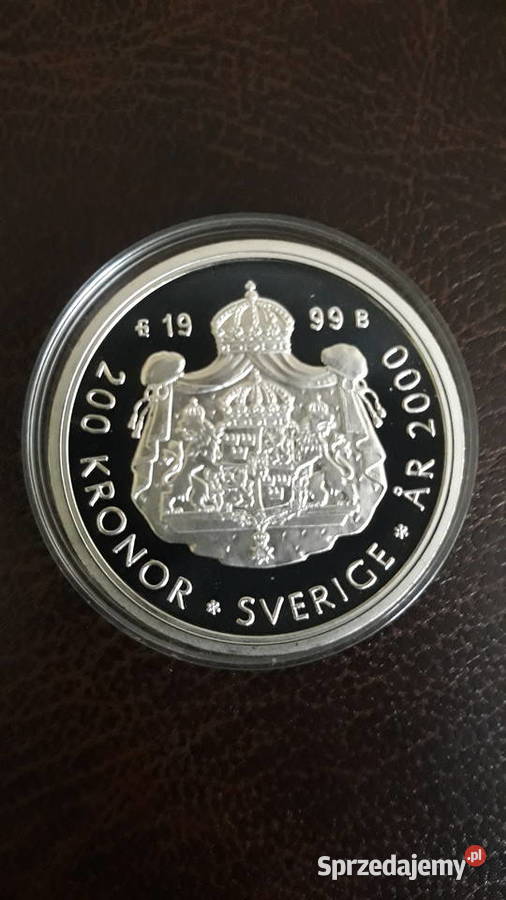 19 99 B
200 KRONOR * SVERIGE * ÅR 2000
Sprzedajemy.pl